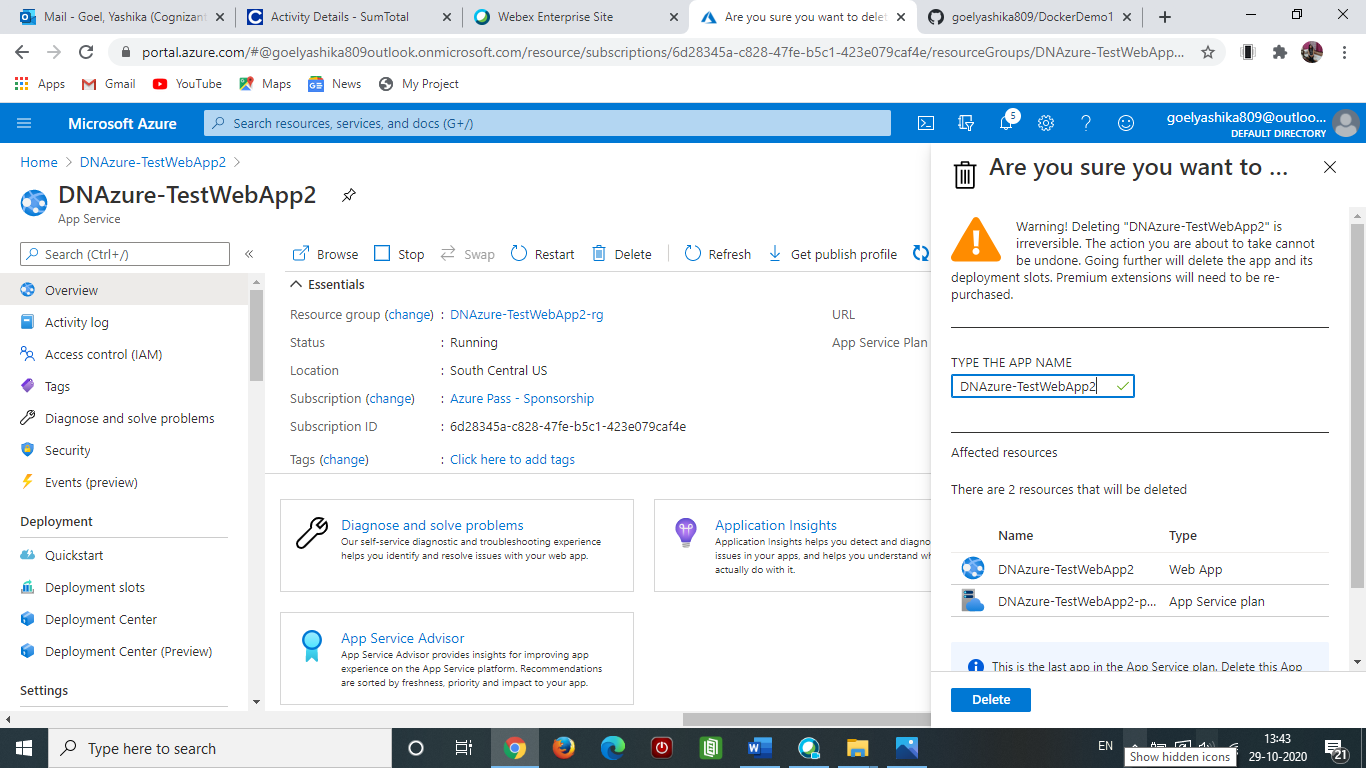 Mail - Goel, Yashika (Cognizant
Activity Details - SumTotal
Webex Enterprise Site
Are you sure you want to delet
goelyashika809/DockerDemo1
portal.azure.com/#@goelyashika809outlook.onmicrosoft.com/resource/subscriptions/6d28345a-c828-47fe-b5c1-423e079caf4e/resourceGroups/DNAzure-TestWebApp...
Apps
Gmail
YouTube
Maps
News
My Project
Microsoft Azure
Search resources, services, and docs (G+/)
5
goelyashika809@outloo...
DEFAULT DIRECTORY
Home > DNAzure-TestWebApp2 >
DNAzure-TestWebApp2
App Service
Search (Ctrl+/)
«
Overview
Activity log
Access control (IAM)
Tags
Diagnose and solve problems
Security
Events (preview)
Deployment
Quickstart
Deployment slots
Deployment Center
Deployment Center (Preview)
Settings
Browse
Stop
Swap
Restart
Delete
Refresh
Get publish profile
Essentials
Resource group (change) : DNAzure-TestWebApp2-rg
Status : Running
Location : South Central US
Subscription (change) : Azure Pass - Sponsorship
Subscription ID : 6d28345a-c828-47fe-b5c1-423e079caf4e
Tags (change) : Click here to add tags
URL
App Service Plan
Diagnose and solve problems
Our self-service diagnostic and troubleshooting experience
helps you identify and resolve issues with your web app.
Application Insights
Application Insights helps you detect and diagno
issues in your apps, and helps you understand wh
actually do with it.
App Service Advisor
App Service Advisor provides insights for improving app
experience on the App Service platform. Recommendations
are sorted by freshness, priority and impact to your app.
Are you sure you want to ...
Warning! Deleting "DNAzure-TestWebApp2" is
irreversible. The action you are about to take cannot
be undone. Going further will delete the app and its
deployment slots. Premium extensions will need to be re-
purchased.
TYPE THE APP NAME
DNAzure-TestWebApp2
Affected resources
There are 2 resources that will be deleted
Name Type
DNAzure-TestWebApp2 Web App
DNAzure-TestWebApp2-p... App Service plan
This is the last app in the App Service plan. Delete this App
Delete
Type here to search
EN
Show hidden icons
13:43
29-10-2020
21